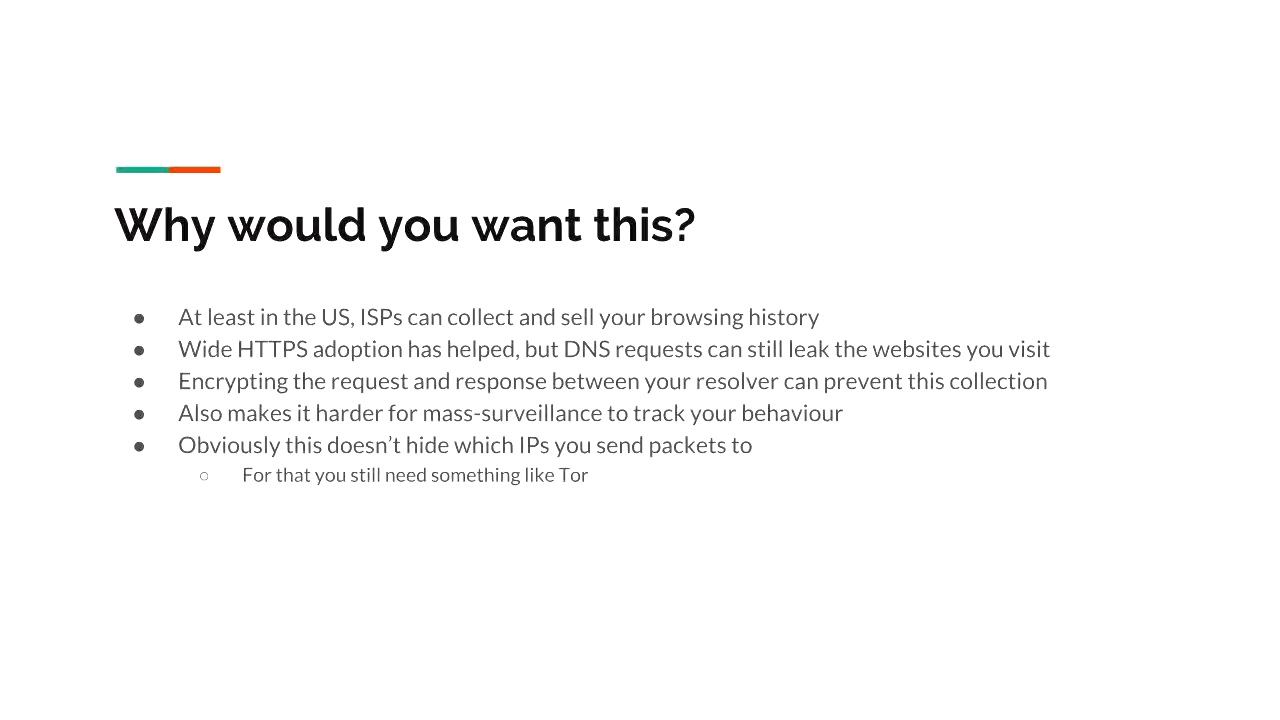 Why would you want this?
● At least in the US, ISPs can collect and sell your browsing history
● Wide HTTPS adoption has helped, but DNS requests can still leak the websites you visit
● Encrypting the request and response between your resolver can prevent this collection
● Also makes it harder for mass-surveillance to track your behaviour
● Obviously this doesn’t hide which IPs you send packets to
○ For that you still need something like Tor